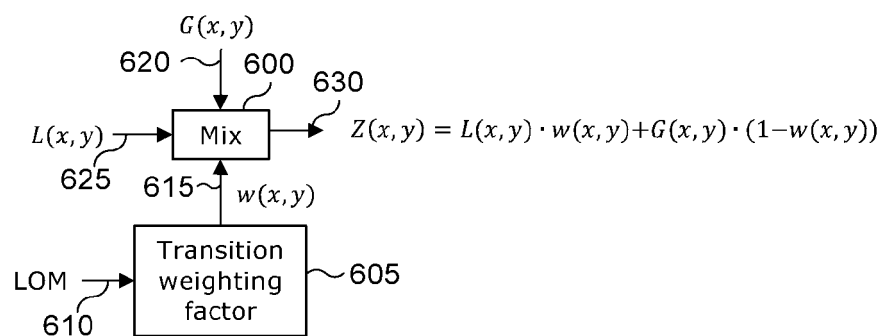 G(x, y)
620
600
630
L(x, y)
Mix
Z(x, y) = L(x, y) · w(x, y)+G(x, y) · (1−w(x, y))
625
615
w(x, y)
Transition
weighting
factor
LOM
605
610